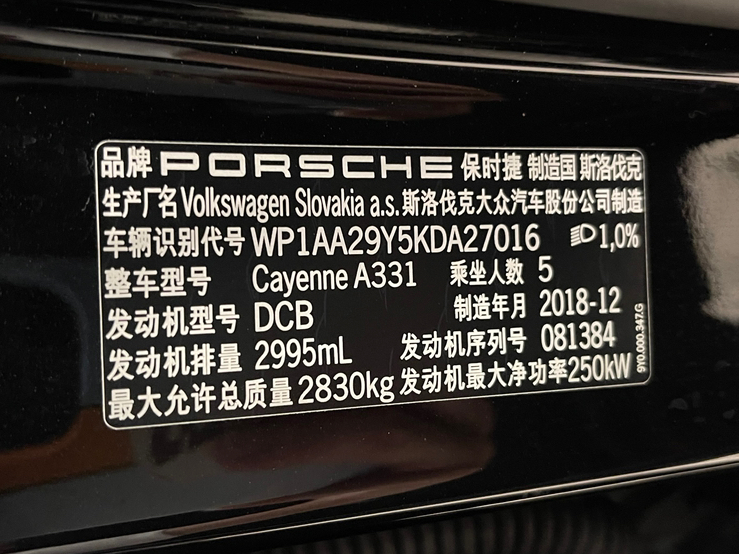 品牌 PORSCHE 保时捷 制造国 斯洛伐克
生产厂名 Volkswagen Slovakia a.s. 斯洛伐克大众汽车股份公司制造
车辆识别代号 WP1AA29Y5KDA27016 1,0%
整车型号 Cayenne A331 乘坐人数 5
发动机型号 DCB 制造年月 2018-12
发动机排量 2995mL 发动机序列号 081384
最大允许总质量 2830kg 发动机最大净功率 250kW
9Y0.000.347.G